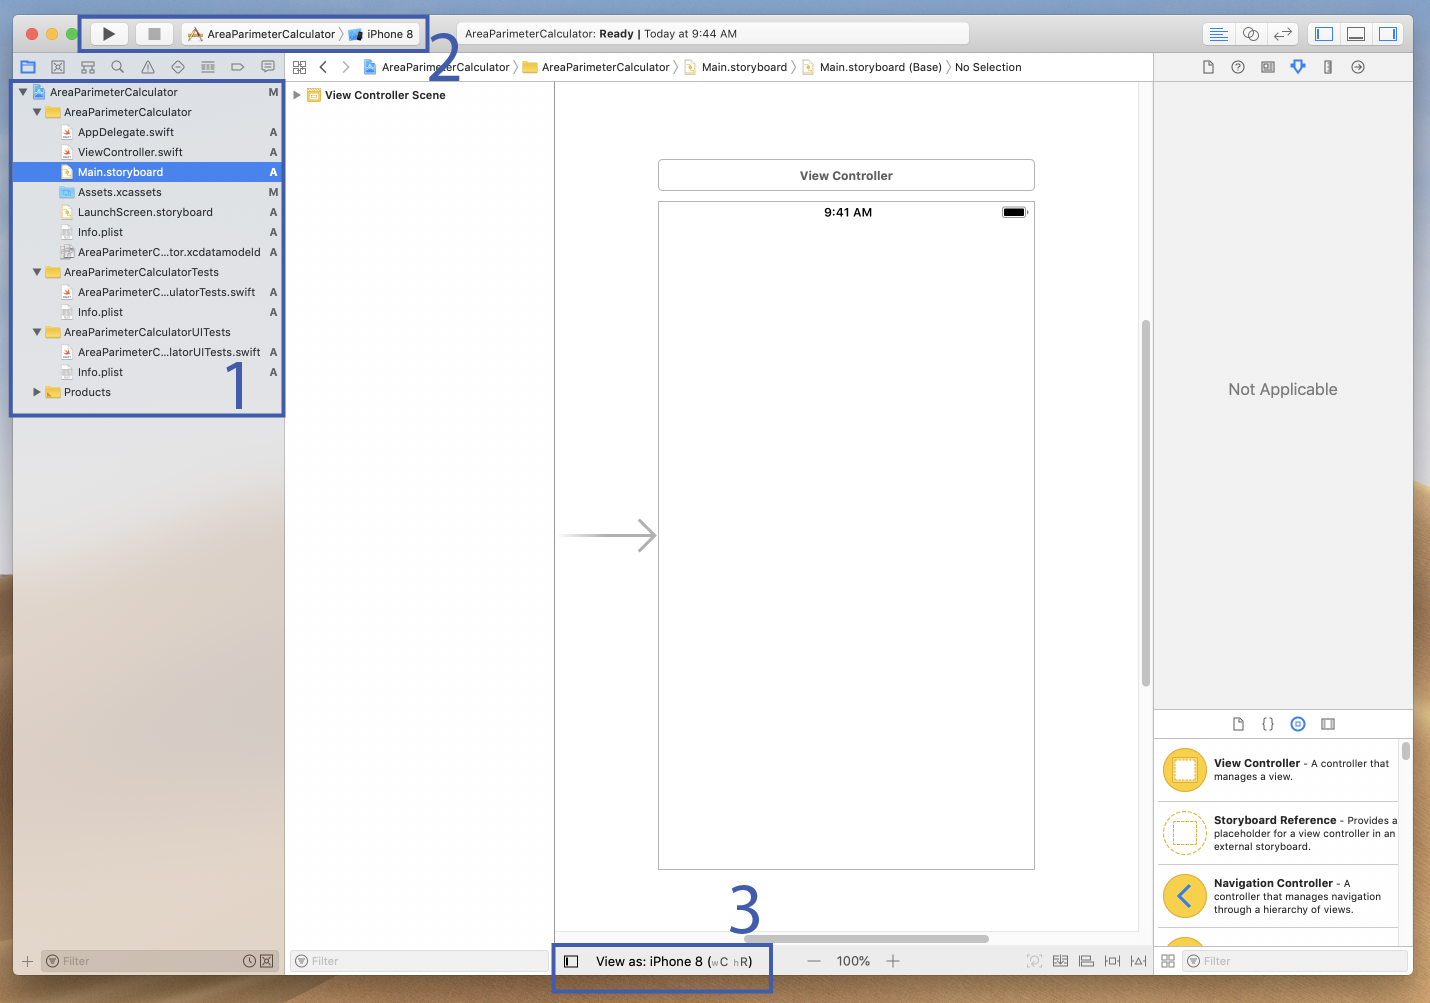 AreaParimeterCalculator
iPhone 8
AreaParimeterCalculator: Ready | Today at 9:44 AM
2
AreaParimeterCalculator
AreaParimeterCalculator
Main.storyboard
Main.storyboard (Base)
No Selection
AreaParimeterCalculator M
AreaParimeterCalculator
AppDelegate.swift A
ViewController.swift A
Main.storyboard A
Assets.xcassets M
LaunchScreen.storyboard A
Info.plist A
AreaParimeterC...tor.xcdatamodeld A
AreaParimeterCalculatorTests
AreaParimeterC...ulatorTests.swift A
Info.plist A
AreaParimeterCalculatorUITests
AreaParimeterC...latorUITests.swift A
Info.plist A
Products
1
Filter
View Controller Scene
Filter
View Controller
9:41 AM
3
View as: iPhone 8 (wC hR)
100%
Not Applicable
View Controller - A controller that
manages a view.
Storyboard Reference - Provides a
placeholder for a view controller in an
external storyboard.
Navigation Controller - A
controller that manages navigation
through a hierarchy of views.
Filter